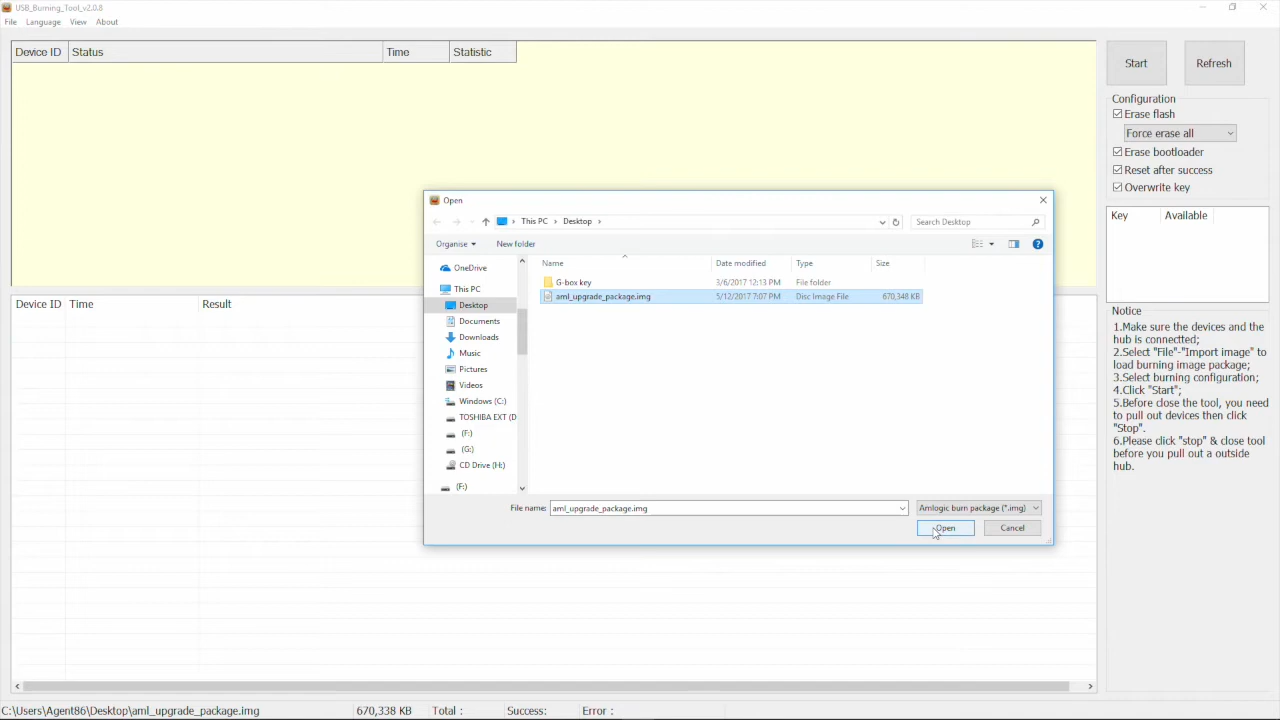 USB_Burning_Tool_v2.0.8
File Language View About
Device ID Status Time Statistic
Start Refresh
Configuration
Erase flash
Force erase all
Erase bootloader
Reset after success
Overwrite key
Key Available
Open
This PC Desktop
Search Desktop
Organise New folder
Name Date modified Type Size
G-box key 3/6/2017 12:13 PM File folder
aml_upgrade_package.img 5/12/2017 7:07 PM Disc Image File 670,348 KB
OneDrive
This PC
Desktop
Documents
Downloads
Music
Pictures
Videos
Windows (C:)
TOSHIBA EXT (D
(F:)
(G:)
CD Drive (H:)
(F:)
File name: aml_upgrade_package.img Amlogic burn package (*.img)
Open Cancel
Device ID Time Result
Notice
1.Make sure the devices and the
hub is connectted;
2.Select "File"-"Import image" to
load burning image package;
3.Select burning configuration;
4.Click "Start";
5.Before close the tool, you need
to pull out devices then click
"Stop".
6.Please click "stop" & close tool
before you pull out a outside
hub.
C:\Users\Agent86\Desktop\aml_upgrade_package.img 670,338 KB Total : Success: Error :